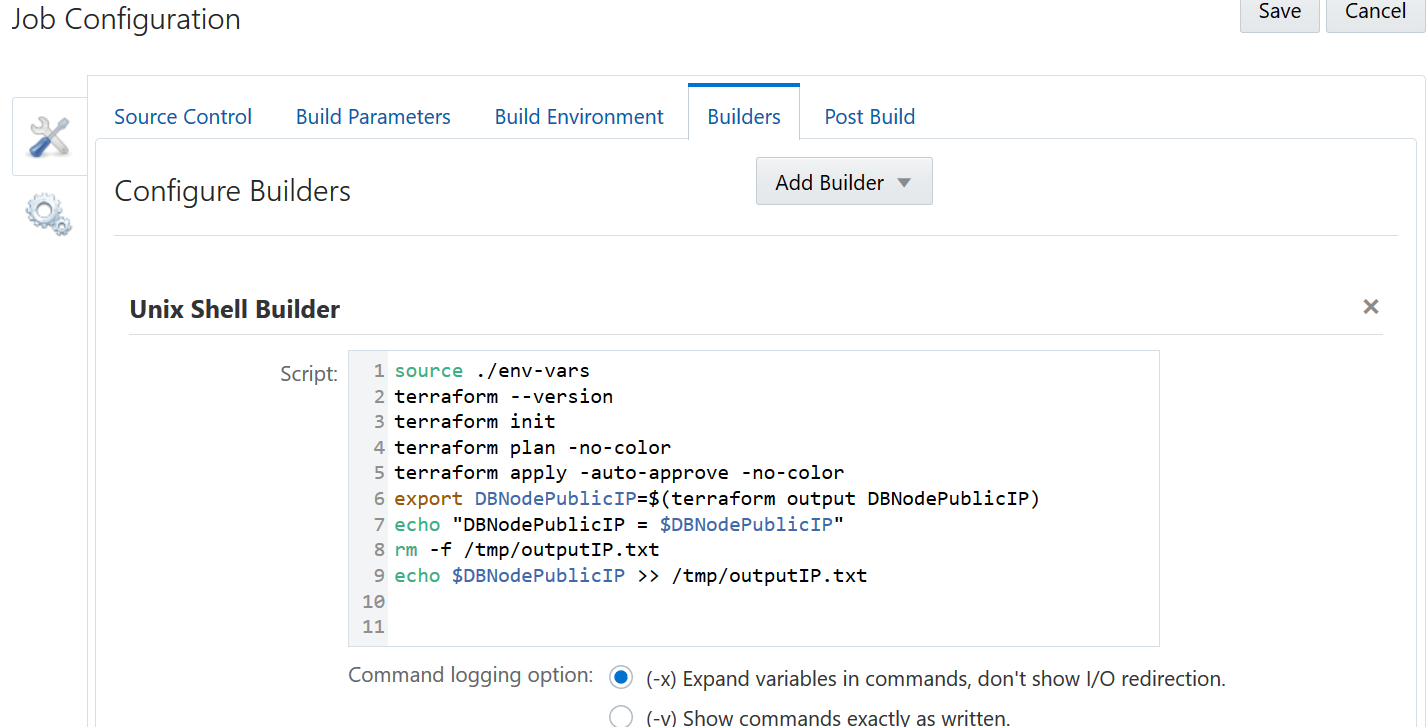 Job Configuration
Save
Cancel
Source Control
Build Parameters
Build Environment
Builders
Post Build
Configure Builders
Add Builder
Unix Shell Builder
Script:
1 source ./env-vars
2 terraform --version
3 terraform init
4 terraform plan -no-color
5 terraform apply -auto-approve -no-color
6 export DBNodePublicIP=$(terraform output DBNodePublicIP)
7 echo "DBNodePublicIP = $DBNodePublicIP"
8 rm -f /tmp/outputIP.txt
9 echo $DBNodePublicIP >> /tmp/outputIP.txt
10
11
Command logging option:
(-x) Expand variables in commands, don't show I/O redirection.
(-v) Show commands exactly as written.